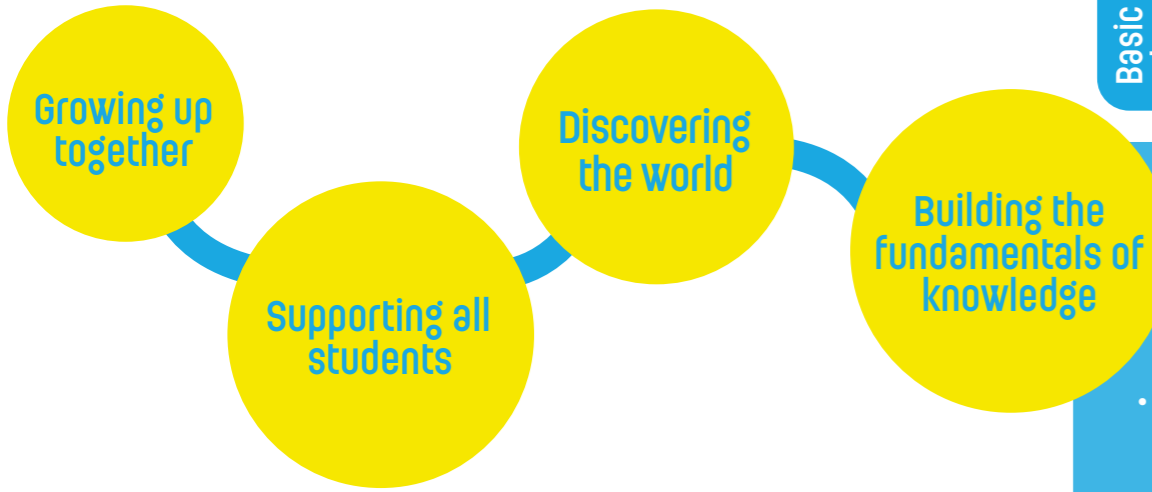 Growing up
together
Supporting all
students
Discovering
the world
Building the
fundamentals of
knowledge
Basic